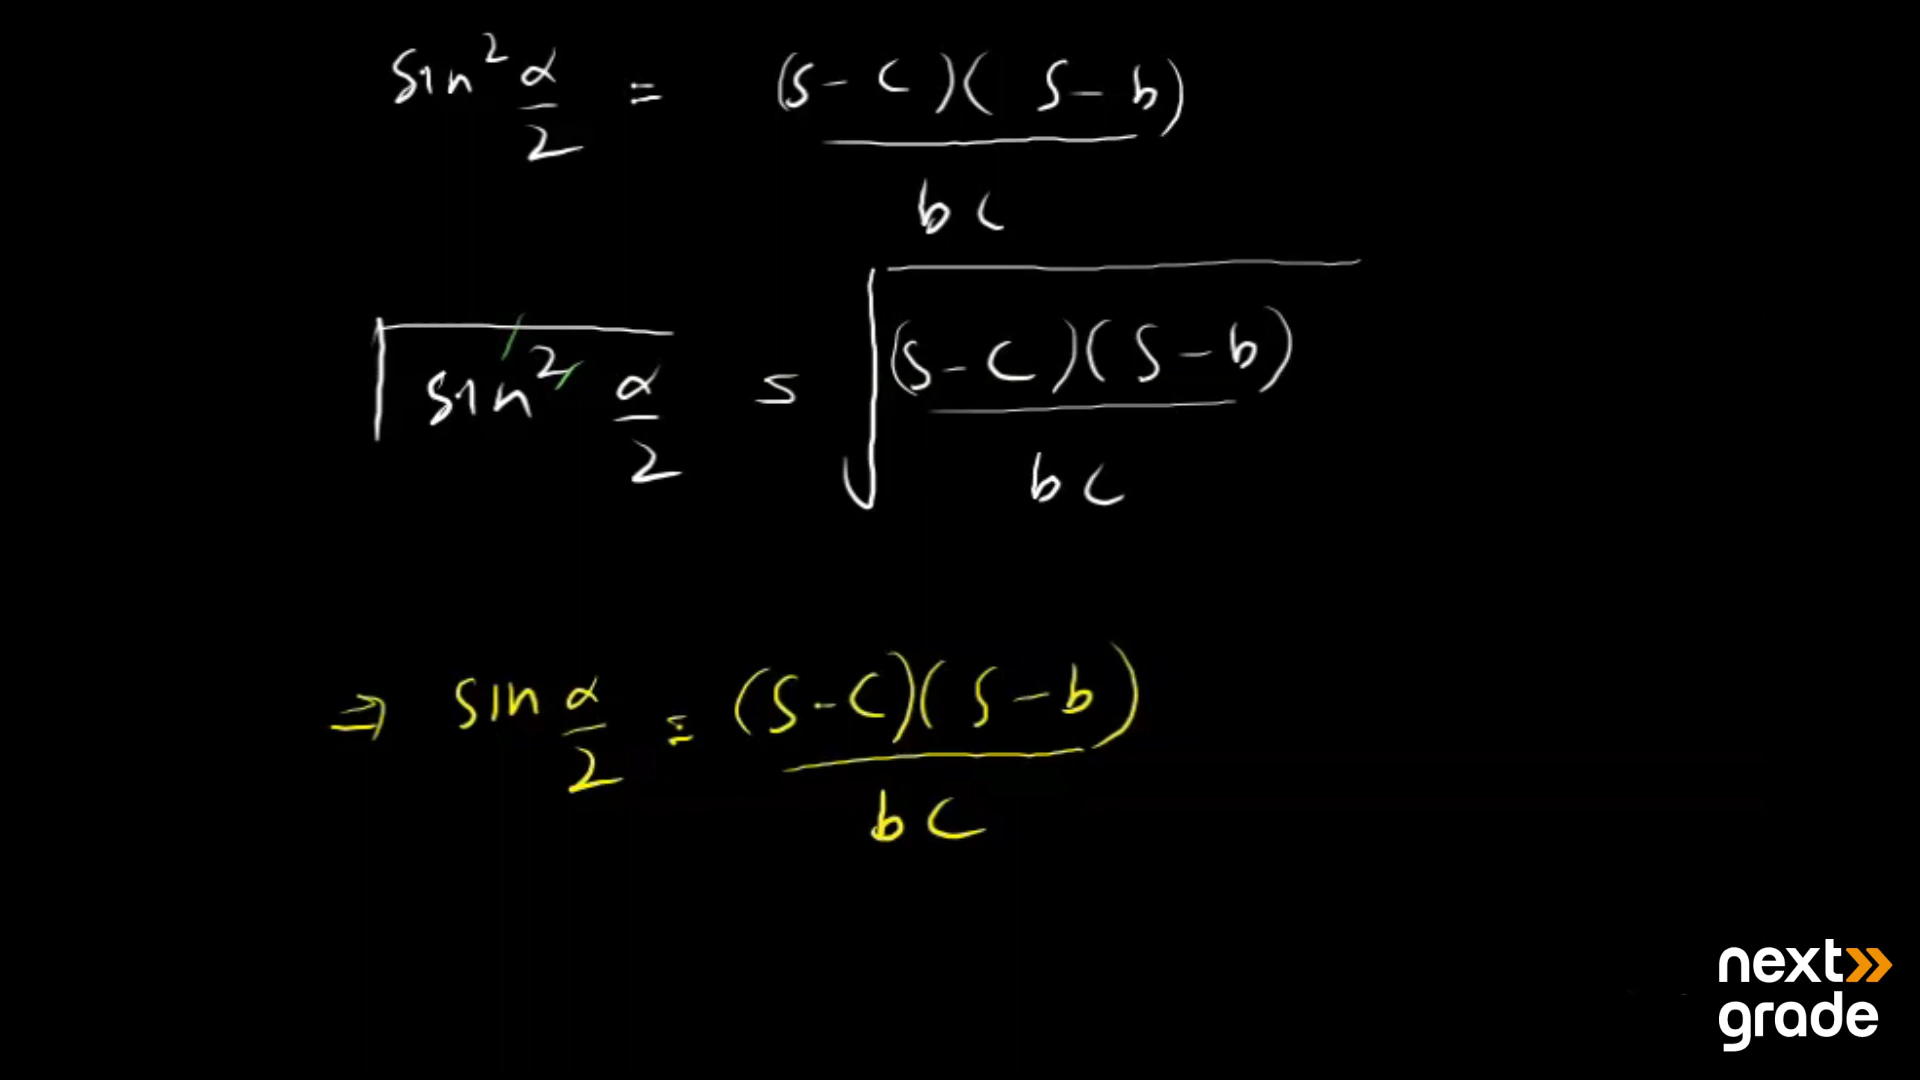 sin² α/2 = (s-c)(s-b)/bc
√(sin² α/2) = √((s-c)(s-b)/bc)
⇒ sin α/2 = (s-c)(s-b)/bc
next
grade